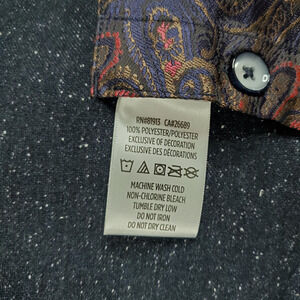 RN#81913 CA#26689
100% POLYESTER/POLYESTER
EXCLUSIVE OF DECORATION
EXCLUSIVE DES DÉCORATIONS
MACHINE WASH COLD
NON-CHLORINE BLEACH
TUMBLE DRY LOW
DO NOT IRON
DO NOT DRY CLEAN